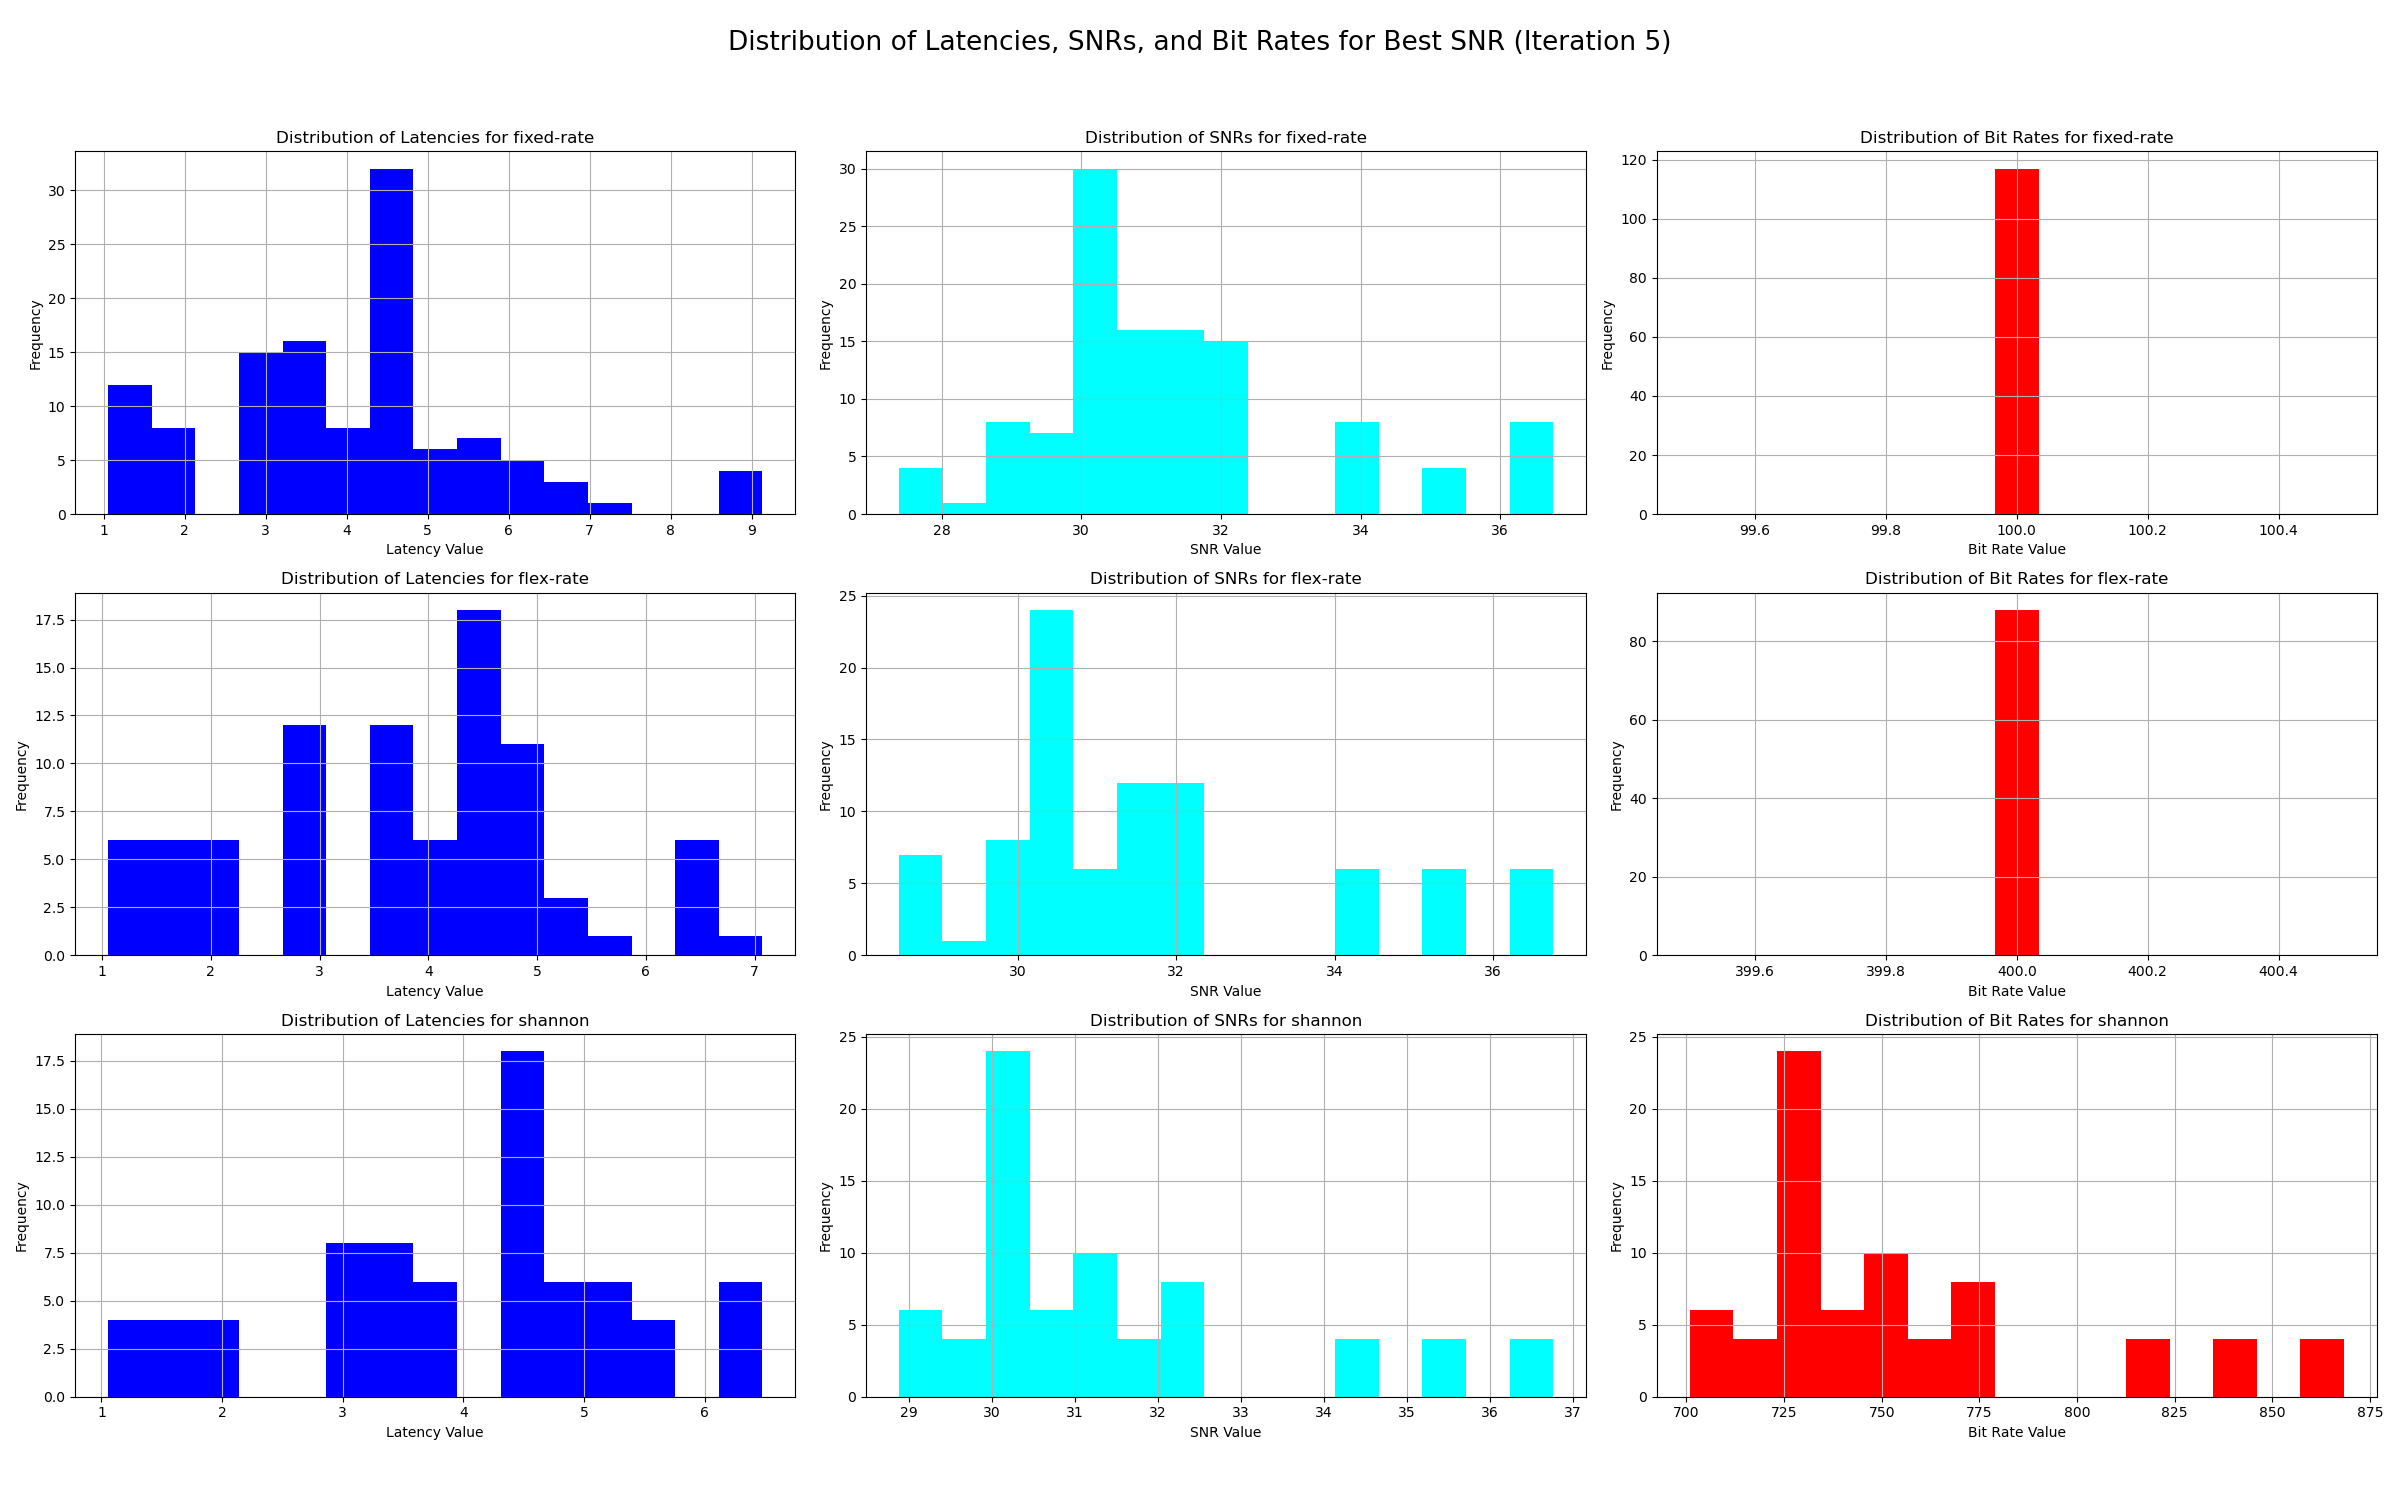 Distribution of Latencies, SNRs, and Bit Rates for Best SNR (Iteration 5)
Distribution of Latencies for fixed-rate
Frequency
30
25
20
15
10
5
0
1 2 3 4 5 6 7 8 9
Latency Value
Distribution of SNRs for fixed-rate
Frequency
30
25
20
15
10
5
0
28 30 32 34 36
SNR Value
Distribution of Bit Rates for fixed-rate
Frequency
120
100
80
60
40
20
0
99.6 99.8 100.0 100.2 100.4
Bit Rate Value
Distribution of Latencies for flex-rate
Frequency
17.5
15.0
12.5
10.0
7.5
5.0
2.5
0.0
1 2 3 4 5 6 7
Latency Value
Distribution of SNRs for flex-rate
Frequency
25
20
15
10
5
0
30 32 34 36
SNR Value
Distribution of Bit Rates for flex-rate
Frequency
80
60
40
20
0
399.6 399.8 400.0 400.2 400.4
Bit Rate Value
Distribution of Latencies for shannon
Frequency
17.5
15.0
12.5
10.0
7.5
5.0
2.5
0.0
1 2 3 4 5 6
Latency Value
Distribution of SNRs for shannon
Frequency
25
20
15
10
5
0
29 30 31 32 33 34 35 36 37
SNR Value
Distribution of Bit Rates for shannon
Frequency
25
20
15
10
5
0
700 725 750 775 800 825 850 875
Bit Rate Value